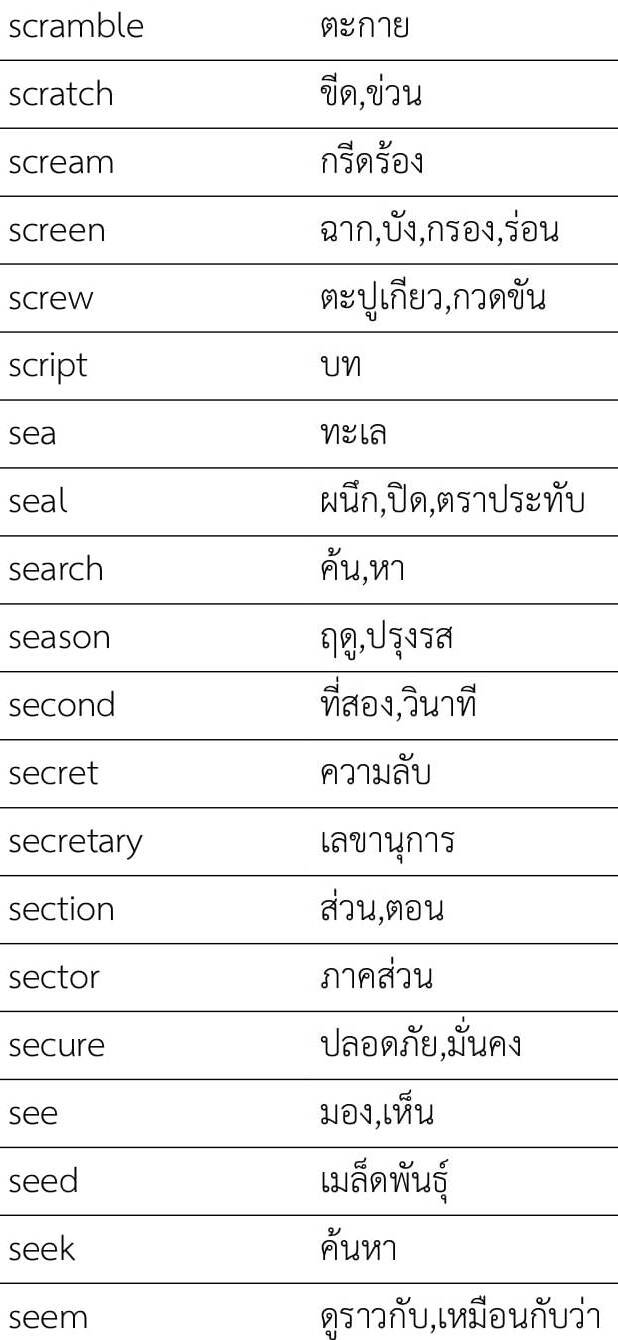 scramble ตะกาย
scratch ขีด,ข่วน
scream กรีดร้อง
screen ฉาก,บัง,กรอง,ร่อน
screw ตะปูเกียว,กวดขัน
script บท
sea ทะเล
seal ผนึก,ปิด,ตราประทับ
search ค้น,หา
season ฤดู,ปรุงรส
second ที่สอง,วินาที
secret ความลับ
secretary เลขานุการ
section ส่วน,ตอน
sector ภาคส่วน
secure ปลอดภัย,มั่นคง
see มอง,เห็น
seed เมล็ดพันธุ์
seek ค้นหา
seem ดูราวกับ,เหมือนกับว่า